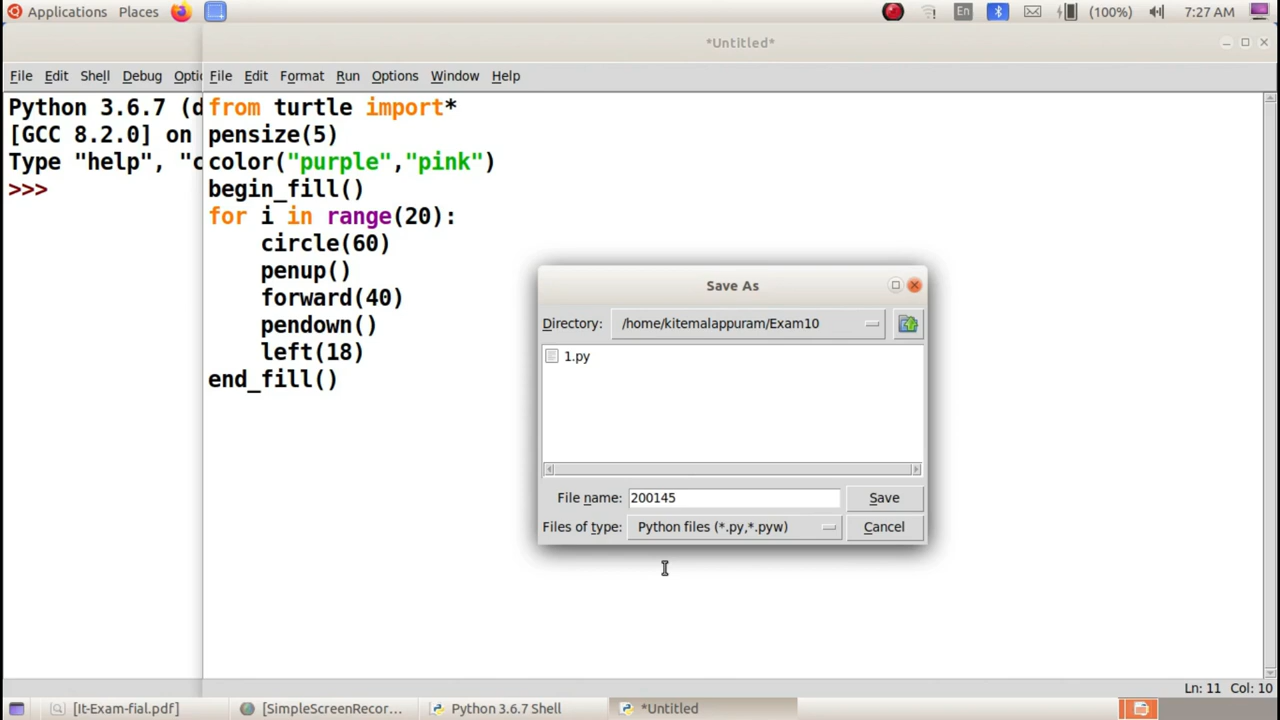 Applications Places En (100%) 7:27 AM
*Untitled*
File Edit Shell Debug Optic
File Edit Format Run Options Window Help
Python 3.6.7 (d
[GCC 8.2.0] on
Type "help", "c
>>>
from turtle import*
pensize(5)
color("purple","pink")
begin_fill()
for i in range(20):
    circle(60)
    penup()
    forward(40)
    pendown()
    left(18)
end_fill()
Save As
Directory: /home/kitemalappuram/Exam10
1.py
File name: 200145 Save
Files of type: Python files (*.py,*.pyw) Cancel
Ln: 11 Col: 10
[It-Exam-fial.pdf] [SimpleScreenRecor... Python 3.6.7 Shell *Untitled